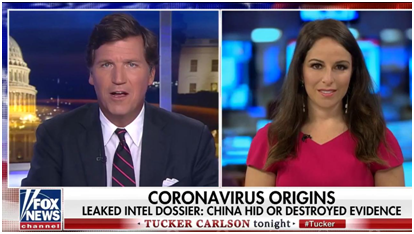 CORONAVIRUS ORIGINS
LEAKED INTEL DOSSIER: CHINA HID OR DESTROYED EVIDENCE
FOX
NEWS
channel
TUCKER CARLSON tonight
#Tucker